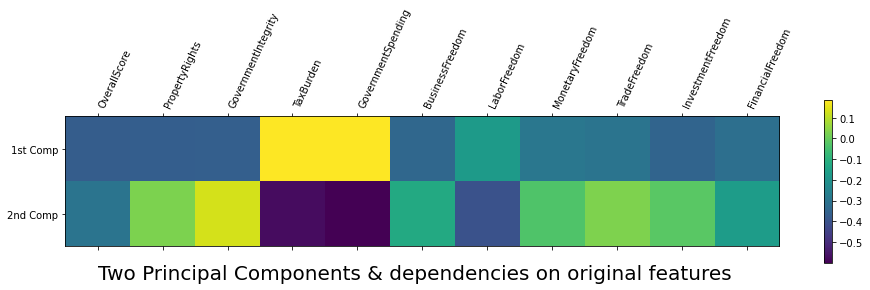 OverallScore
PropertyRights
GovernmentIntegrity
TaxBurden
GovernmentSpending
BusinessFreedom
LaborFreedom
MonetaryFreedom
TradeFreedom
InvestmentFreedom
FinancialFreedom
1st Comp
2nd Comp
0.1
0.0
−0.1
−0.2
−0.3
−0.4
−0.5
Two Principal Components & dependencies on original features